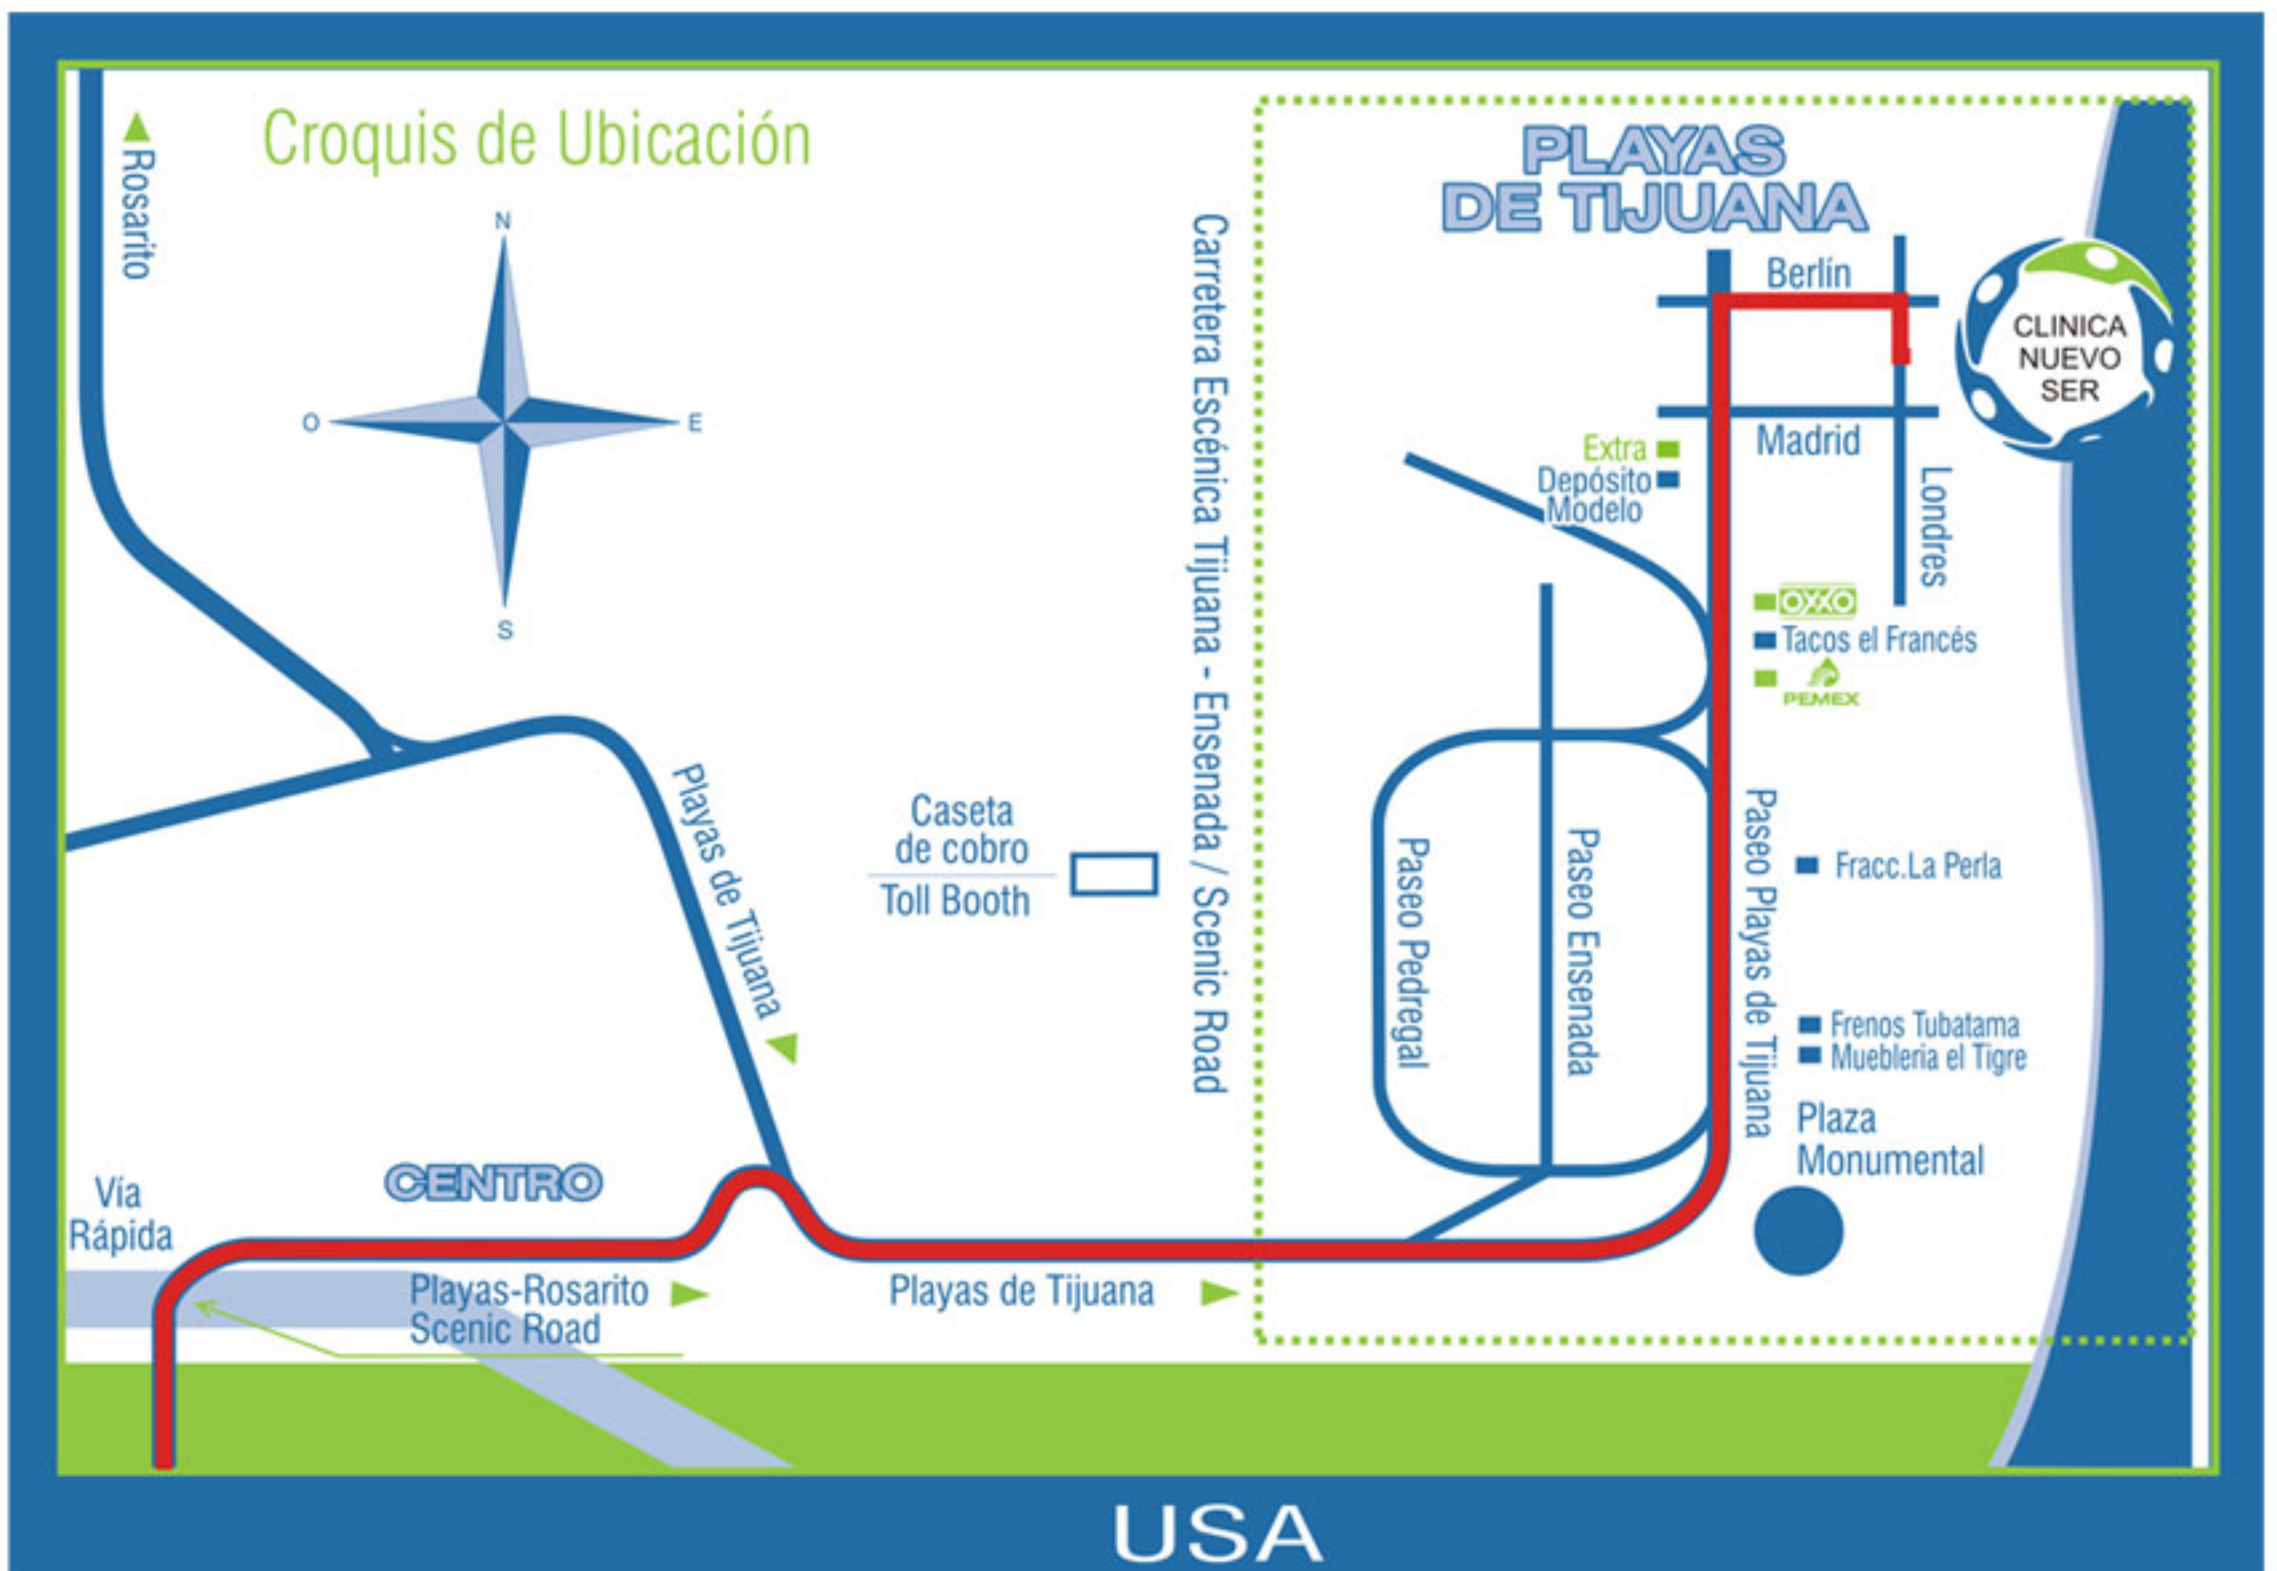 Croquis de Ubicación
Rosarito
N
O
E
S
PLAYAS
DE TIJUANA
Berlín
CLINICA
NUEVO
SER
Madrid
Extra
Depósito
Modelo
Londres
OXXO
Tacos el Francés
PEMEX
Carretera Escénica Tijuana - Ensenada / Scenic Road
Playas de Tijuana
Caseta
de cobro
Toll Booth
Paseo Pedregal
Paseo Ensenada
Paseo Playas de Tijuana
Fracc.La Perla
Frenos Tubatama
Muebleria el Tigre
Plaza
Monumental
CENTRO
Vía
Rápida
Playas-Rosarito
Scenic Road
Playas de Tijuana
USA